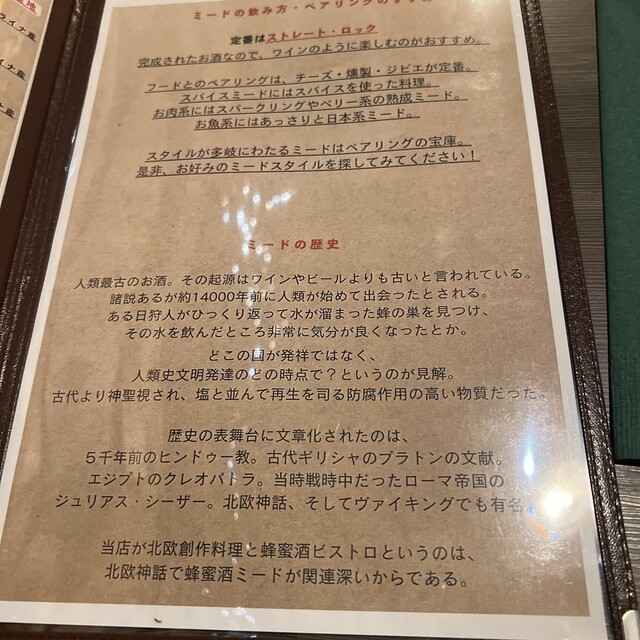 地
ライナ産
イナ産
ナ産
ミードの飲み方・ペアリングのすすめ
定番はストレート・ロック
完成されたお酒なので、ワインのように楽しむのがおすすめ。
フードとのペアリングは、チーズ・燻製・ジビエが定番。
スパイスミードにはスパイスを使った料理。
お肉系にはスパークリングやベリー系の熟成ミード。
お魚系にはあっさりと日本系ミード。
スタイルが多岐にわたるミードはペアリングの宝庫。
是非、お好みのミードスタイルを探してみてください！
ミードの歴史
人類最古のお酒。その起源はワインやビールよりも古いと言われている。
諸説あるが約14000年前に人類が始めて出会ったとされる。
ある日狩人がひっくり返って水が溜まった蜂の巣を見つけ、
その水を飲んだところ非常に気分が良くなったとか。
どこの国が発祥ではなく、
人類史文明発達のどの時点で？というのが見解。
古代より神聖視され、塩と並んで再生を司る防腐作用の高い物質だった。
歴史の表舞台に文章化されたのは、
５千年前のヒンドゥー教。古代ギリシャのプラトンの文献。
エジプトのクレオパトラ。当時戦時中だったローマ帝国の
ジュリアス・シーザー。北欧神話、そしてヴァイキングでも有名。
当店が北欧創作料理と蜂蜜酒ビストロというのは、
北欧神話で蜂蜜酒ミードが関連深いからである。